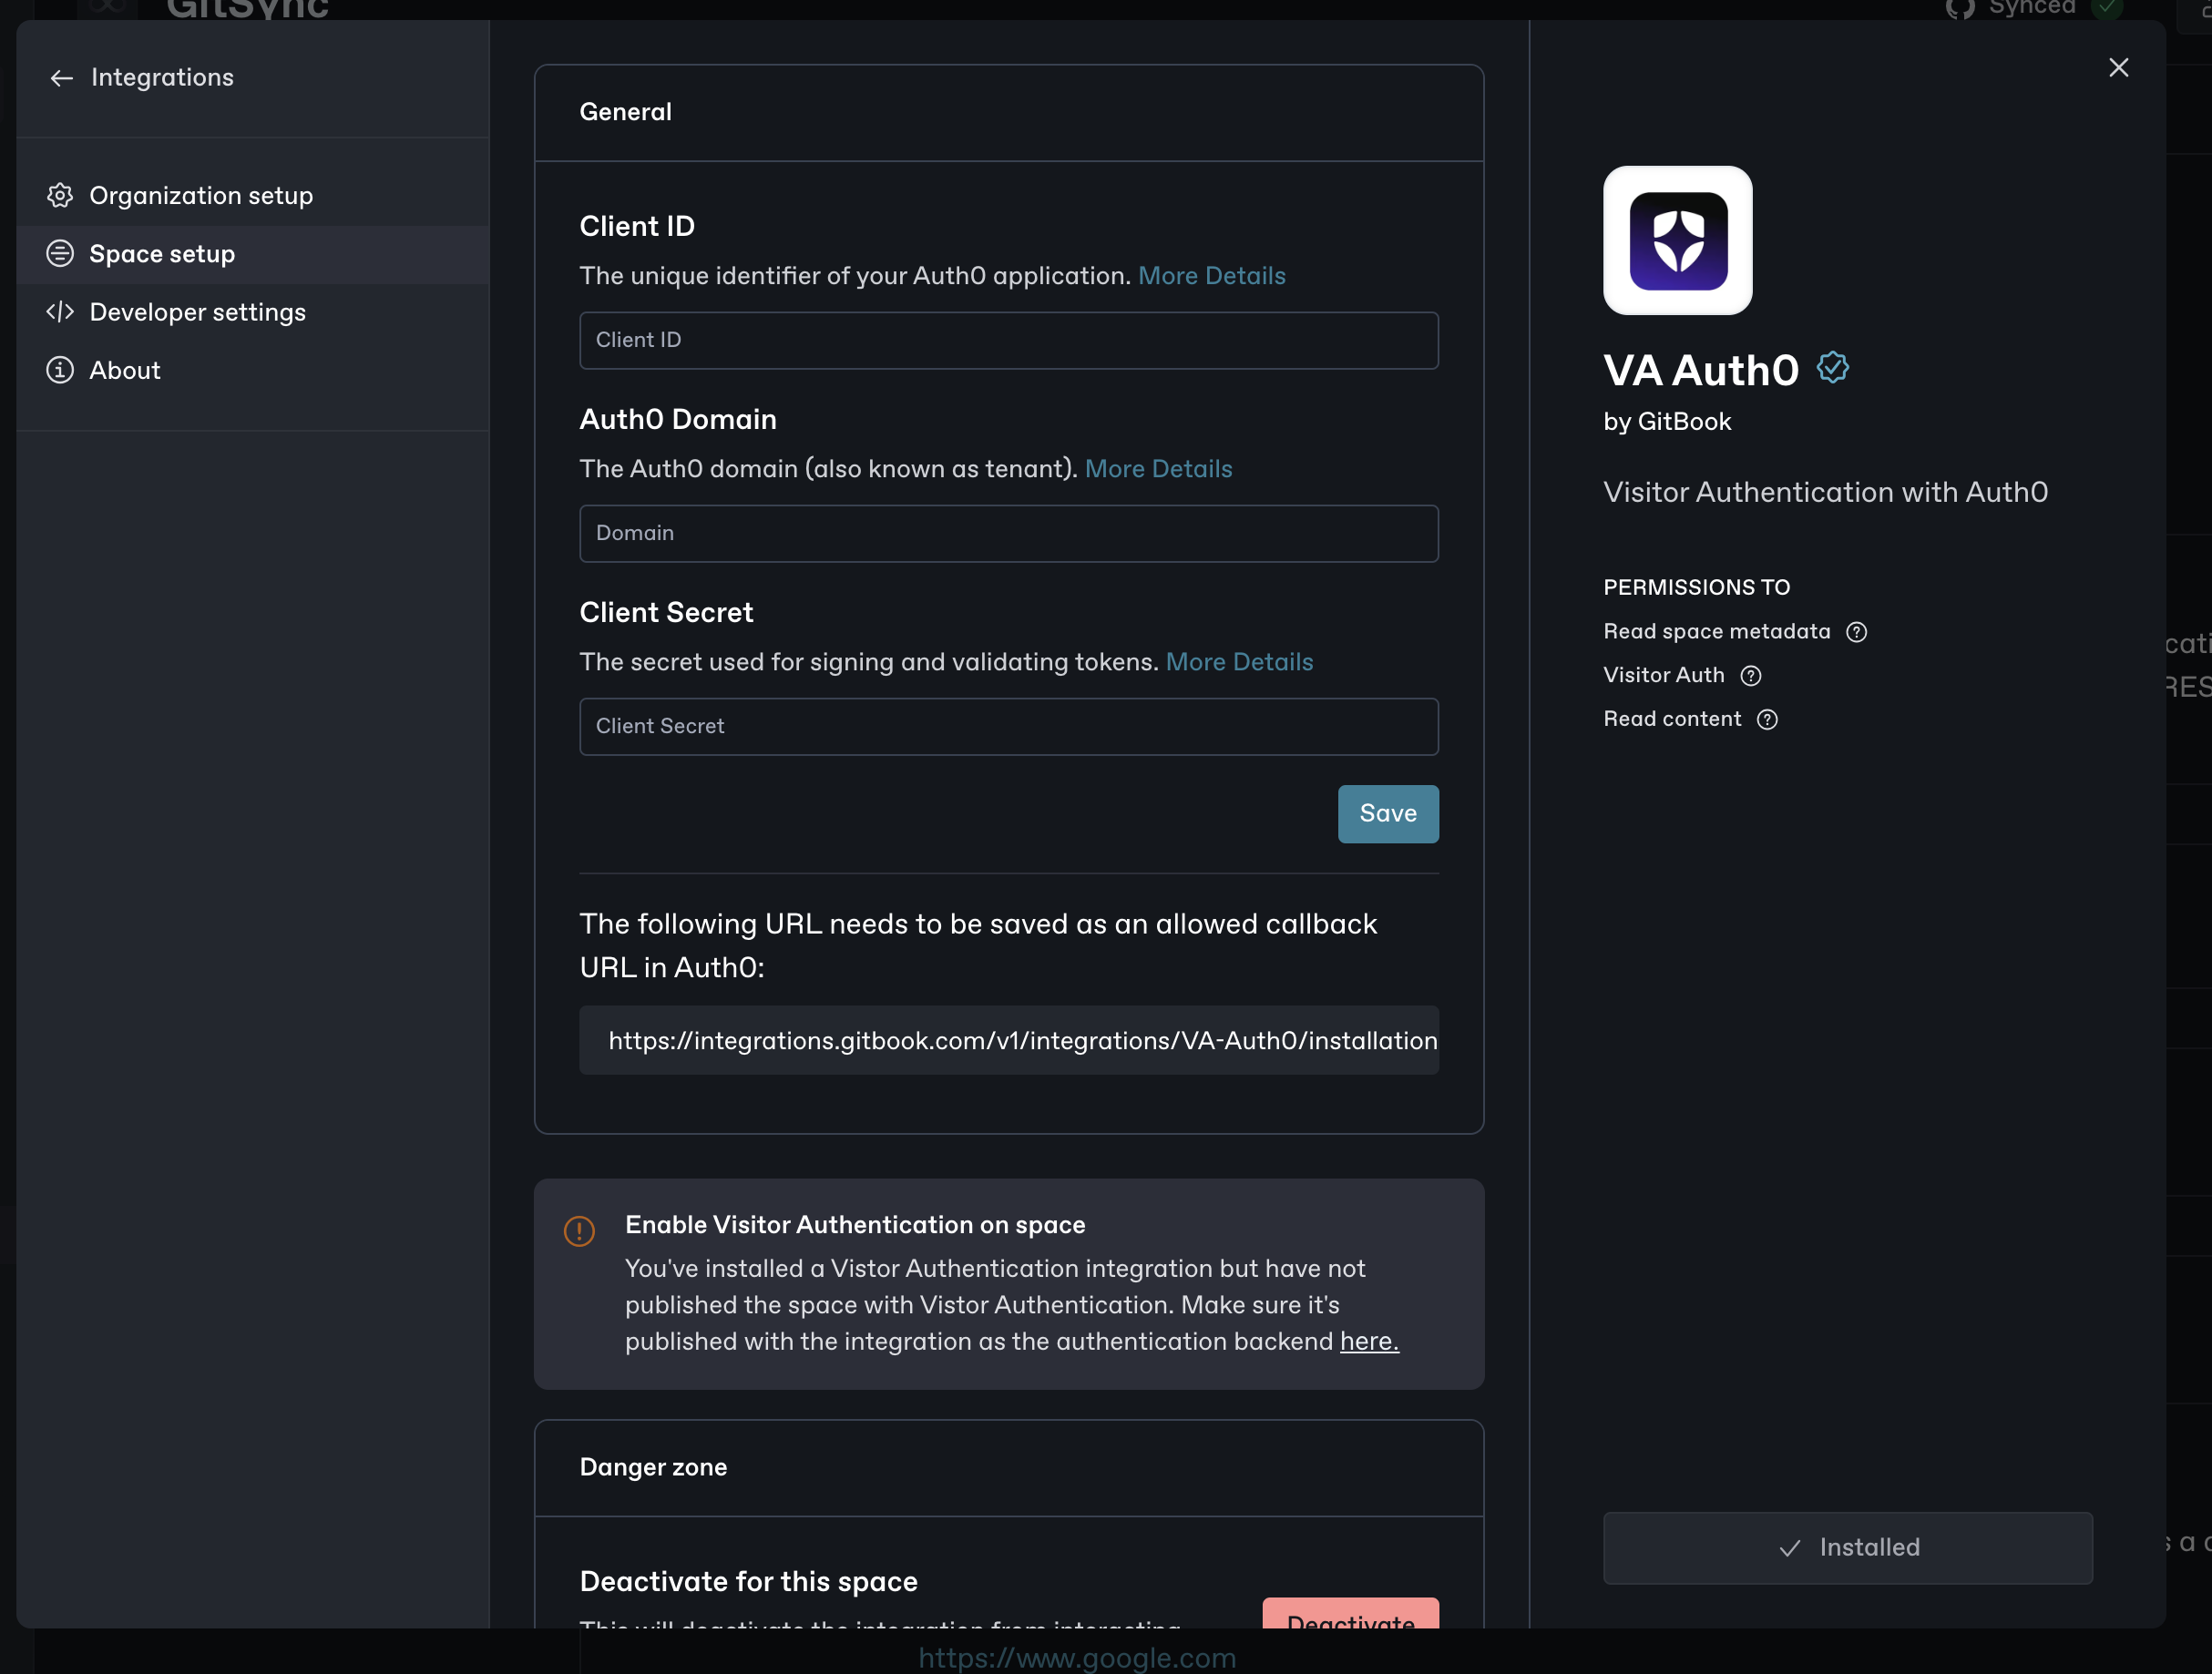 GitSync
Synced
Integrations
Organization setup
Space setup
Developer settings
About
General
Client ID
The unique identifier of your Auth0 application. More Details
Client ID
Auth0 Domain
The Auth0 domain (also known as tenant). More Details
Domain
Client Secret
The secret used for signing and validating tokens. More Details
Client Secret
Save
The following URL needs to be saved as an allowed callback
URL in Auth0:
https://integrations.gitbook.com/v1/integrations/VA-Auth0/installation
Enable Visitor Authentication on space
You've installed a Vistor Authentication integration but have not
published the space with Vistor Authentication. Make sure it's
published with the integration as the authentication backend here.
Danger zone
Deactivate for this space
This will deactivate the integration from interacting
Deactivate
VA Auth0
by GitBook
Visitor Authentication with Auth0
PERMISSIONS TO
Read space metadata
Visitor Auth
Read content
Installed
https://www.google.com